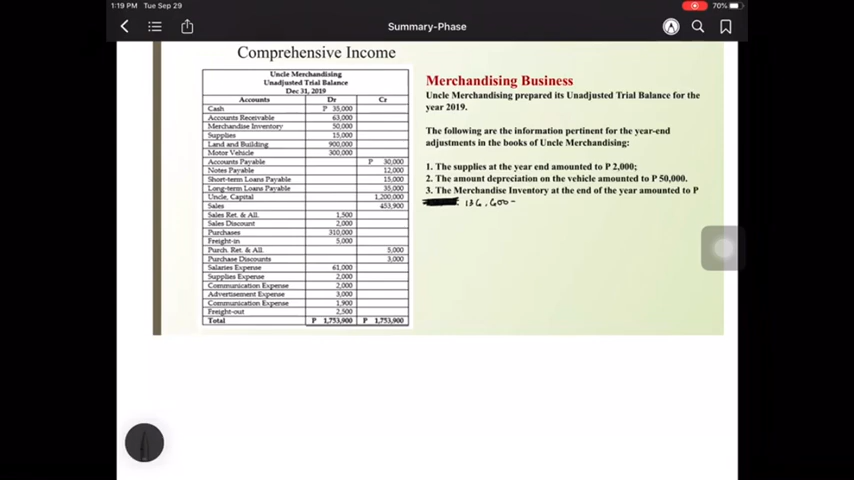 1:19 PM Tue Sep 29
70%
Summary-Phase
Comprehensive Income
Uncle Merchandising
Unadjusted Trial Balance
Dec 31, 2019
Accounts Dr Cr
Cash P 35,000
Accounts Receivable 63,000
Merchandise Inventory 50,000
Supplies 15,000
Land and Building 900,000
Motor Vehicle 300,000
Accounts Payable P 30,000
Notes Payable 12,000
Short-term Loans Payable 15,000
Long-term Loans Payable 35,000
Uncle, Capital 1,200,000
Sales 453,900
Sales Ret. & All. 1,500
Sales Discount 2,000
Purchases 310,000
Freight-in 5,000
Purch. Ret. & All. 5,000
Purchase Discounts 3,000
Salaries Expense 61,000
Supplies Expense 2,000
Communication Expense 2,000
Advertisement Expense 3,000
Communication Expense 1,900
Freight-out 2,500
Total P 1,753,900 P 1,753,900
Merchandising Business
Uncle Merchandising prepared its Unadjusted Trial Balance for the
year 2019.
The following are the information pertinent for the year-end
adjustments in the books of Uncle Merchandising:
1. The supplies at the year end amounted to P 2,000;
2. The amount depreciation on the vehicle amounted to P 50,000.
3. The Merchandise Inventory at the end of the year amounted to P
136,600-